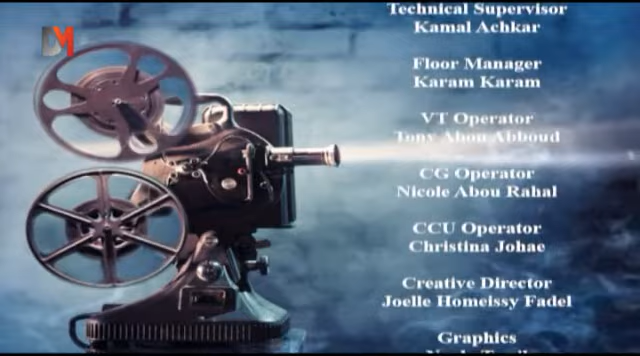 DM
Technical Supervisor
Kamal Achkar
Floor Manager
Karam Karam
VT Operator
Tony Abou Abboud
CG Operator
Nicole Abou Rahal
CCU Operator
Christina Johae
Creative Director
Joelle Homeissy Fadel
Graphics